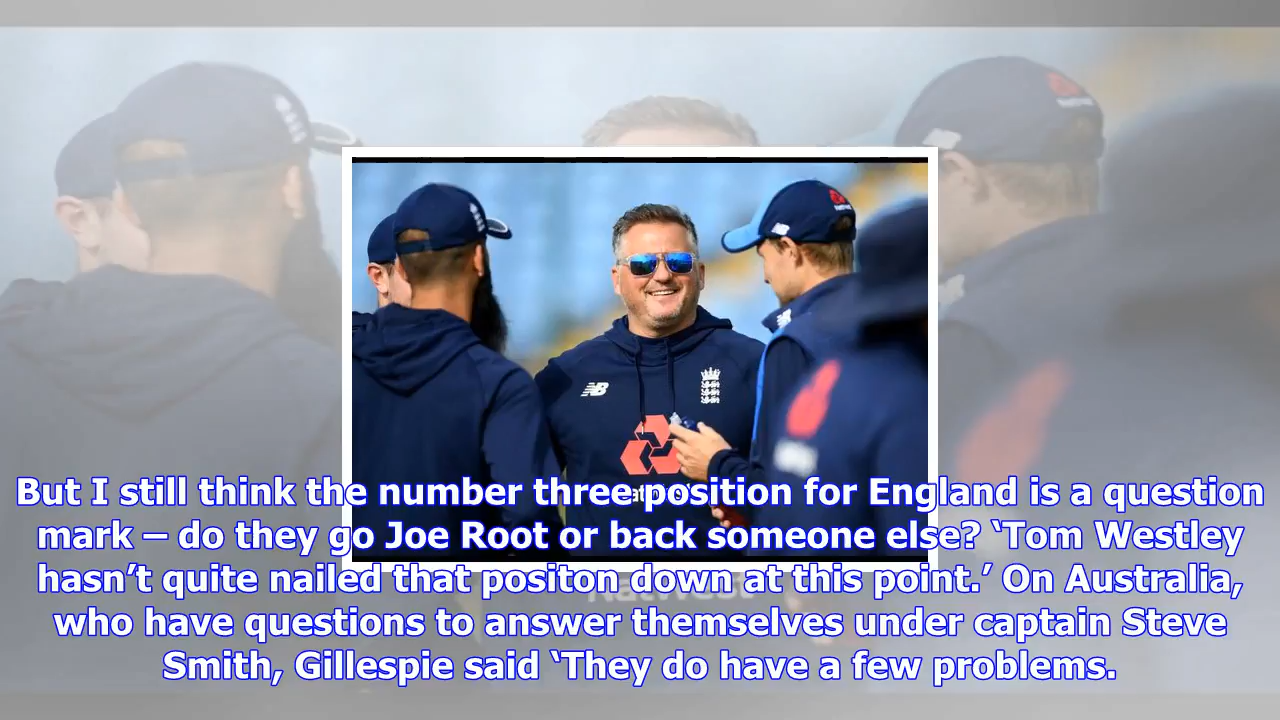 But I still think the number three position for England is a question
mark – do they go Joe Root or back someone else? ‘Tom Westley
hasn’t quite nailed that positon down at this point.’ On Australia,
who have questions to answer themselves under captain Steve
Smith, Gillespie said ‘They do have a few problems.
NatWest